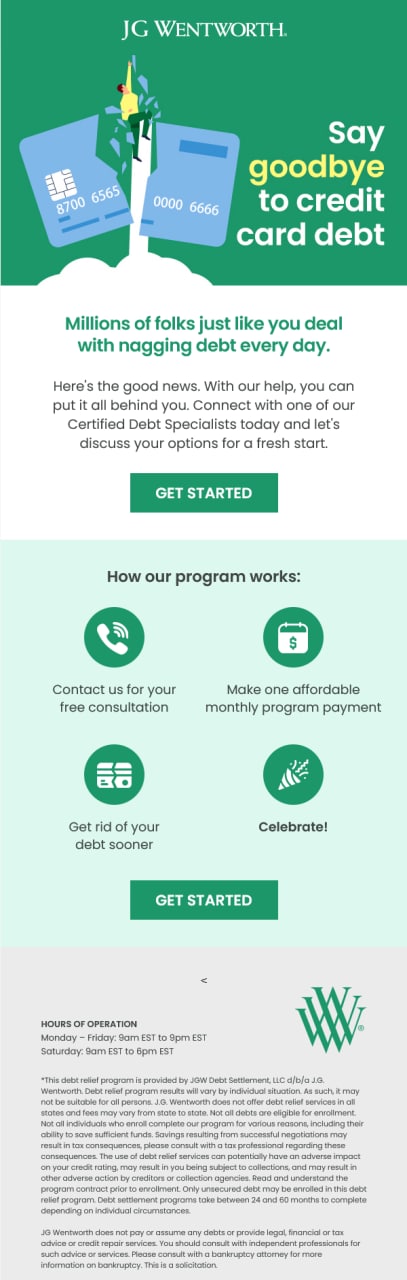 JG WENTWORTH®
Say
goodbye
to credit
card debt
8700 6565
0000 6666
Millions of folks just like you deal
with nagging debt every day.
Here's the good news. With our help, you can
put it all behind you. Connect with one of our
Certified Debt Specialists today and let's
discuss your options for a fresh start.
GET STARTED
How our program works:
Contact us for your
free consultation
Make one affordable
monthly program payment
Get rid of your
debt sooner
Celebrate!
GET STARTED
<
HOURS OF OPERATION
Monday – Friday: 9am EST to 9pm EST
Saturday: 9am EST to 6pm EST
*This debt relief program is provided by JGW Debt Settlement, LLC d/b/a J.G.
Wentworth. Debt relief program results will vary by individual situation. As such, it may
not be suitable for all persons. J.G. Wentworth does not offer debt relief services in all
states and fees may vary from state to state. Not all debts are eligible for enrollment.
Not all individuals who enroll complete our program for various reasons, including their
ability to save sufficient funds. Savings resulting from successful negotiations may
result in tax consequences, please consult with a tax professional regarding these
consequences. The use of debt relief services can potentially have an adverse impact
on your credit rating, may result in you being subject to collections, and may result in
other adverse action by creditors or collection agencies. Read and understand the
program contract prior to enrollment. Only unsecured debt may be enrolled in this debt
relief program. Debt settlement programs take between 24 and 60 months to complete
depending on individual circumstances.
JG Wentworth does not pay or assume any debts or provide legal, financial or tax
advice or credit repair services. You should consult with independent professionals for
such advice or services. Please consult with a bankruptcy attorney for more
information on bankruptcy. This is a solicitation.